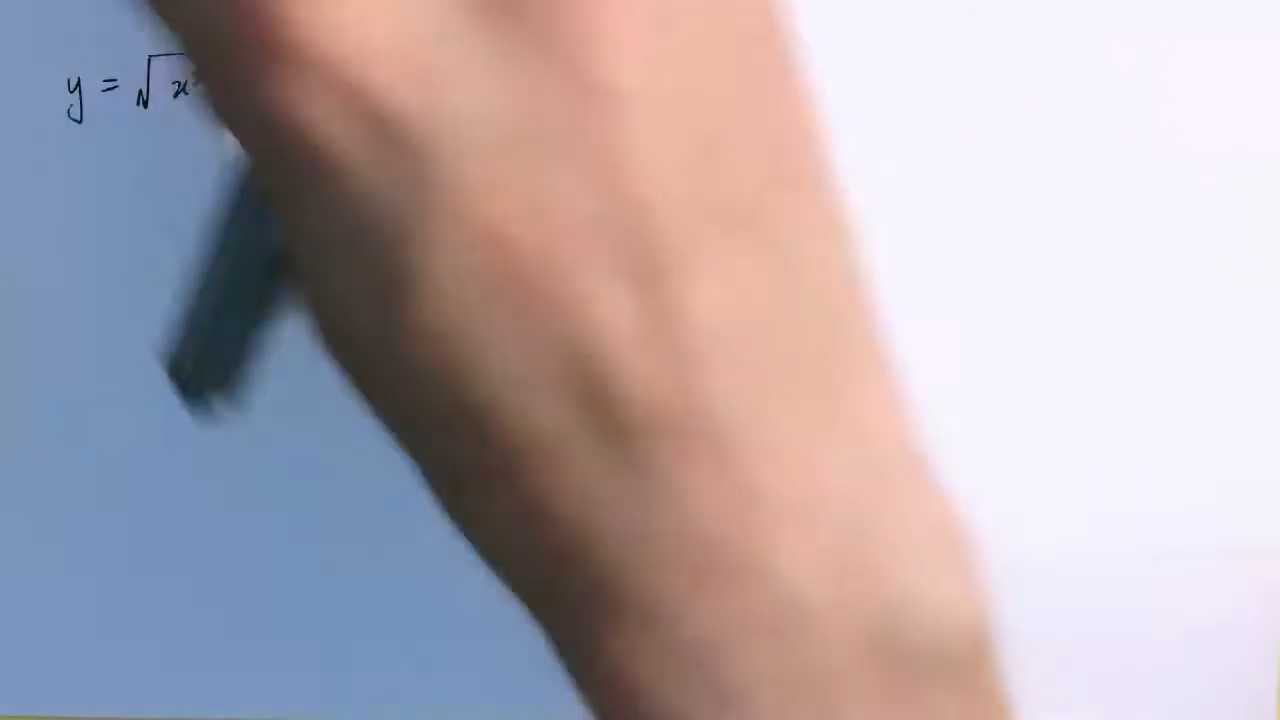 y = √x